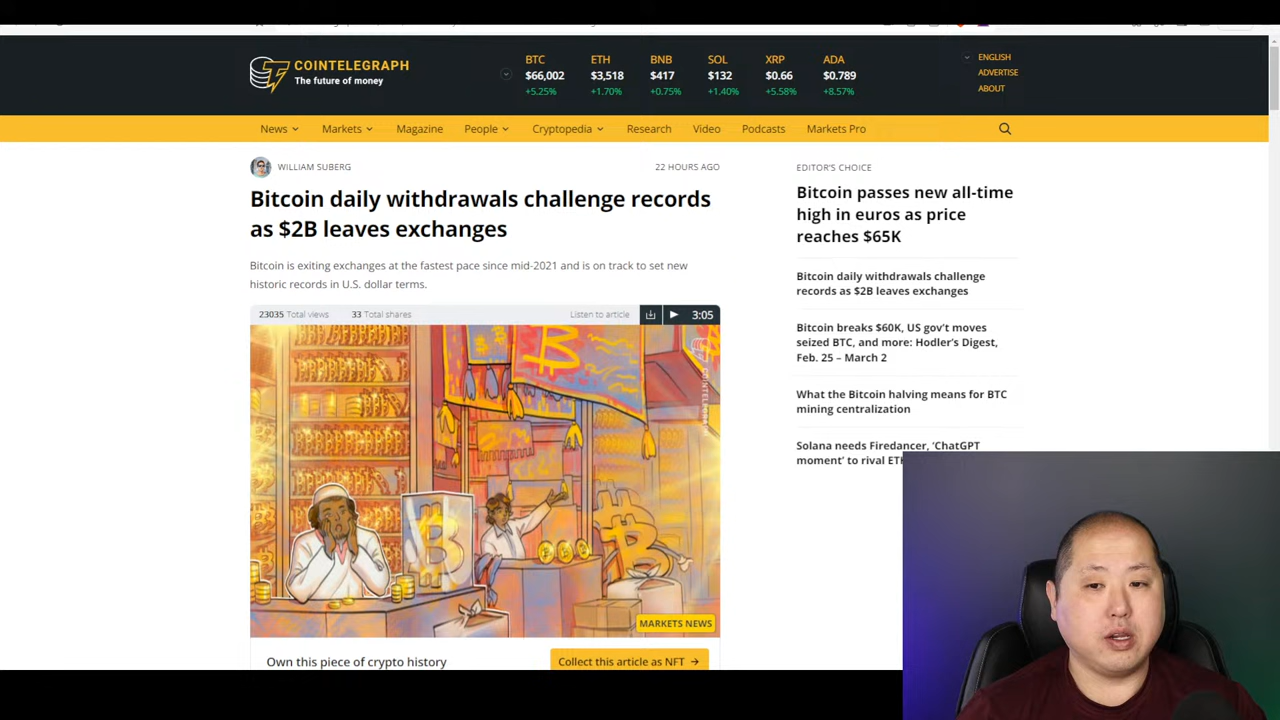 COINTELEGRAPH
The future of money
BTC
$66,002
+5.25%
ETH
$3,518
+1.70%
BNB
$417
+0.75%
SOL
$132
+1.40%
XRP
$0.66
+5.58%
ADA
$0.789
+8.57%
ENGLISH
ADVERTISE
ABOUT
News Markets Magazine People Cryptopedia Research Video Podcasts Markets Pro
WILLIAM SUBERG 22 HOURS AGO
Bitcoin daily withdrawals challenge records
as $2B leaves exchanges
Bitcoin is exiting exchanges at the fastest pace since mid-2021 and is on track to set new
historic records in U.S. dollar terms.
23035 Total views 33 Total shares Listen to article 3:05
COINTELEGRAPH
MARKETS NEWS
Own this piece of crypto history
Collect this article as NFT →
EDITOR'S CHOICE
Bitcoin passes new all-time
high in euros as price
reaches $65K
Bitcoin daily withdrawals challenge
records as $2B leaves exchanges
Bitcoin breaks $60K, US gov't moves
seized BTC, and more: Hodler's Digest,
Feb. 25 – March 2
What the Bitcoin halving means for BTC
mining centralization
Solana needs Firedancer, 'ChatGPT
moment' to rival